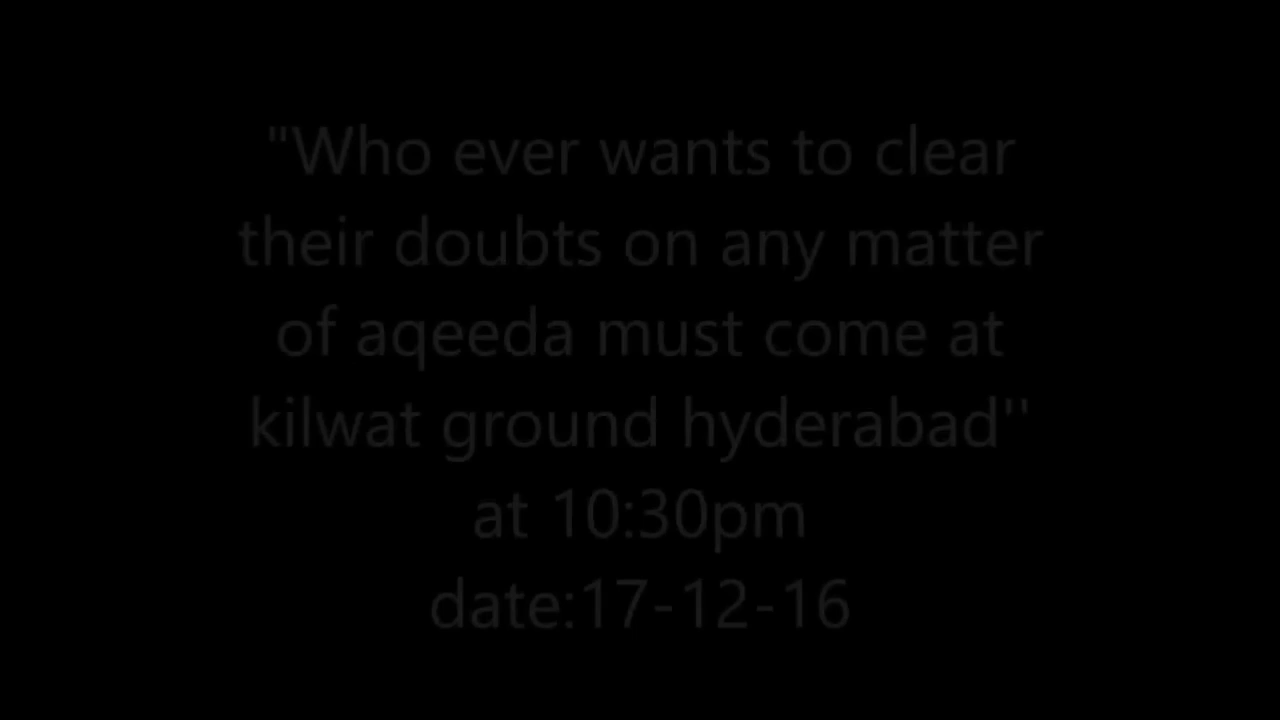 "Who ever wants to clear
their doubts on any matter
of aqeeda must come at
kilwat ground hyderabad''
at 10:30pm
date:17-12-16